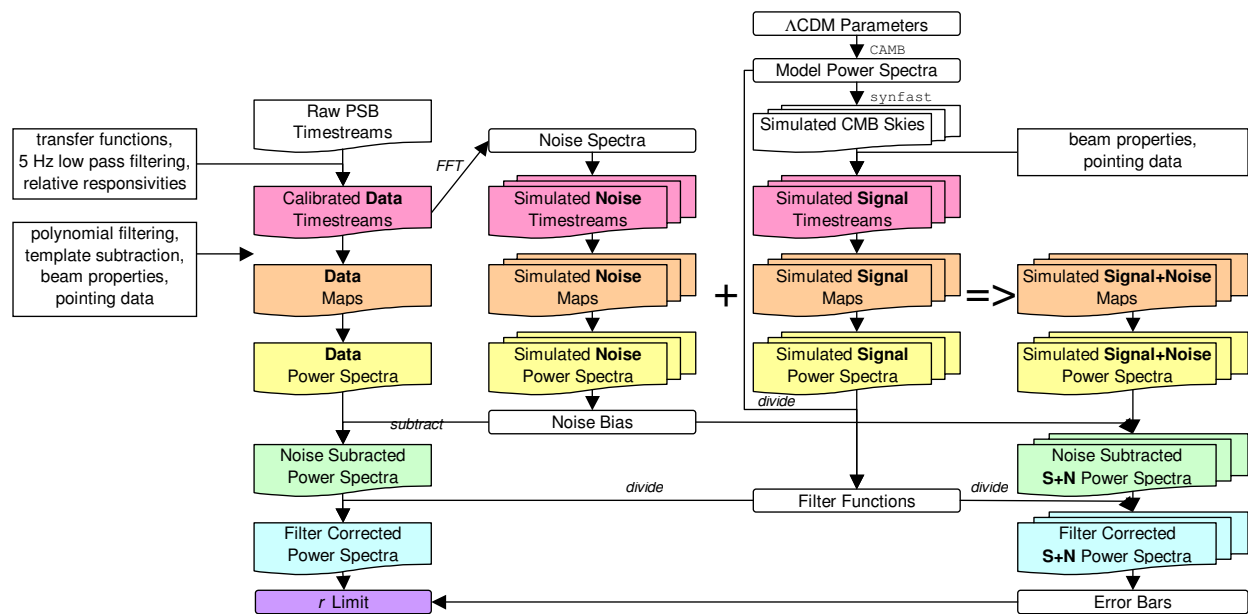 ΛCDM Parameters
CAMB
Model Power Spectra
synfast
Raw PSB
Timestreams
Simulated CMB Skies
transfer functions,
5 Hz low pass filtering,
relative responsivities
Noise Spectra
beam properties,
pointing data
FFT
Calibrated Data
Timestreams
Simulated Noise
Timestreams
Simulated Signal
Timestreams
polynomial filtering,
template subtraction,
beam properties,
pointing data
Data
Maps
Simulated Noise
Maps
+
Simulated Signal
Maps
=>
Simulated Signal+Noise
Maps
Data
Power Spectra
Simulated Noise
Power Spectra
Simulated Signal
Power Spectra
Simulated Signal+Noise
Power Spectra
divide
subtract
Noise Bias
Noise Subtracted
Power Spectra
Noise Subtracted
S+N Power Spectra
divide
Filter Functions
divide
Filter Corrected
Power Spectra
Filter Corrected
S+N Power Spectra
r Limit
Error Bars